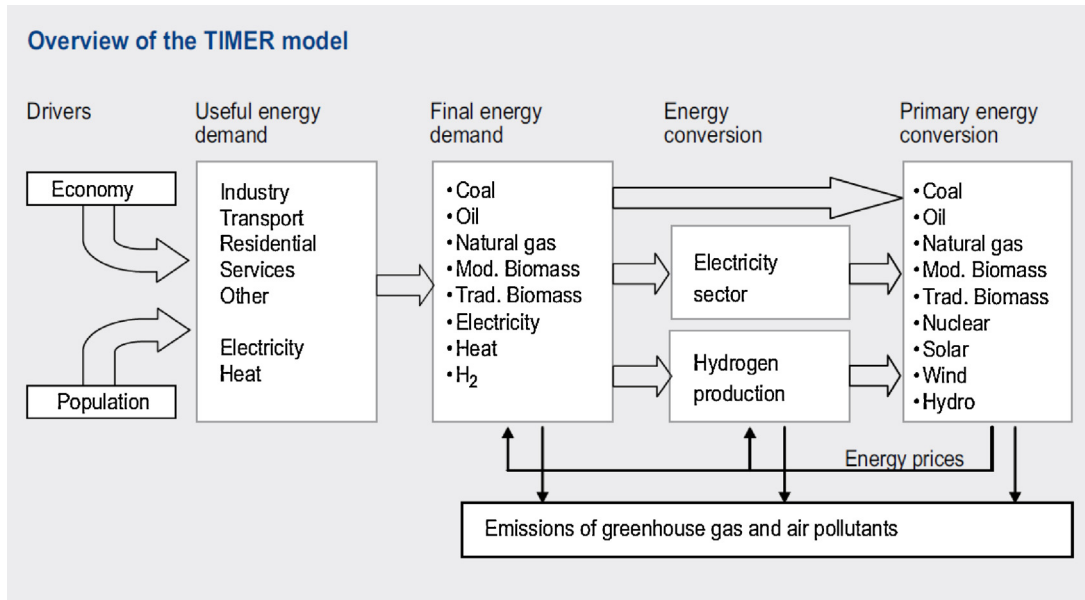 Overview of the TIMER model
Drivers
Useful energy
demand
Final energy
demand
Energy
conversion
Primary energy
conversion
Economy
Population
Industry
Transport
Residential
Services
Other
Electricity
Heat
• Coal
• Oil
• Natural gas
• Mod. Biomass
• Trad. Biomass
• Electricity
• Heat
• H₂
Electricity
sector
Hydrogen
production
• Coal
• Oil
• Natural gas
• Mod. Biomass
• Trad. Biomass
• Nuclear
• Solar
• Wind
• Hydro
Energy prices
Emissions of greenhouse gas and air pollutants